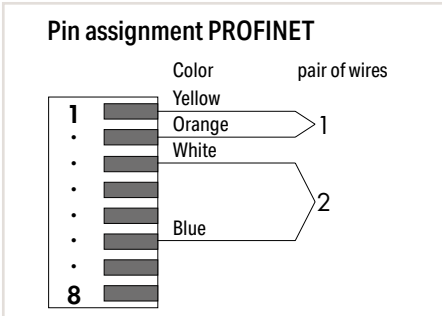 Pin assignment PROFINET
Color pair of wires
Yellow
1
Orange
1
White
2
Blue
8